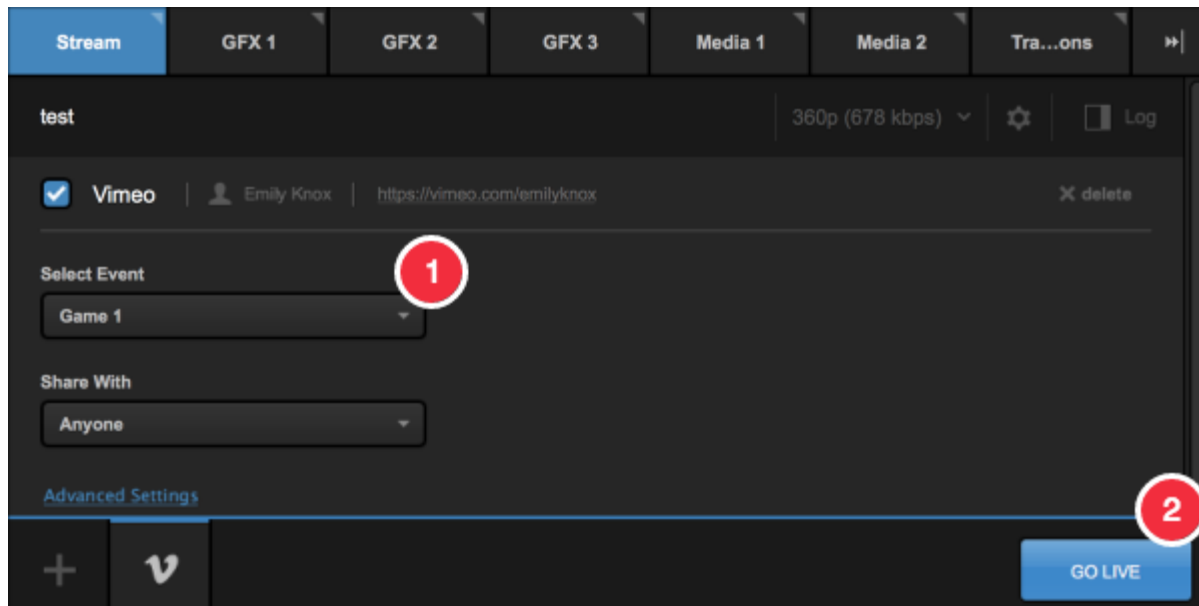 Stream GFX 1 GFX 2 GFX 3 Media 1 Media 2 Tra...ons
test 360p (678 kbps) Log
Vimeo Emily Knox https://vimeo.com/emilyknox delete
1
Select Event
Game 1
Share With
Anyone
Advanced Settings
2
GO LIVE